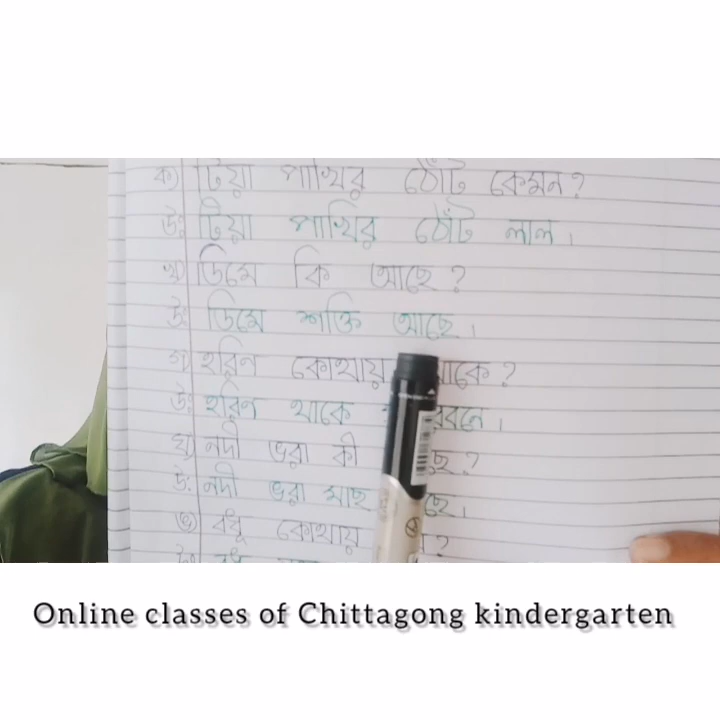 ক) টিয়া পাখির ঠোঁট কেমন?
উ: টিয়া পাখির ঠোঁট লাল।
খ) ডিমে কি আছে?
উ: ডিমে শক্তি আছে।
গ) হরিন কোথায় থাকে?
উ: হরিণ থাকে
ঘ) নদী ভরা কী
উ: নদী ভরা মাছ
ঙ) বধূ কোথায়
Online classes of Chittagong kindergarten